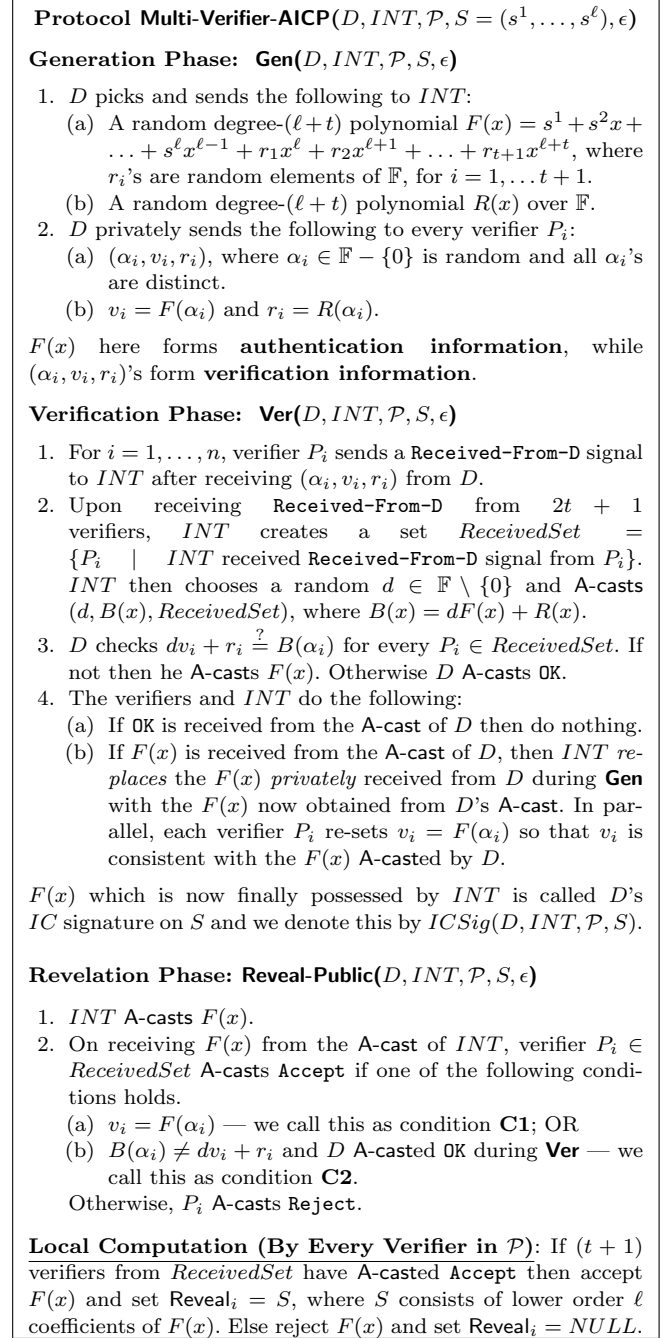 Protocol Multi-Verifier-AICP(D, INT, 𝒫, S = (s¹, . . . , s^ℓ), ϵ)
Generation Phase: Gen(D, INT, 𝒫, S, ϵ)
1. D picks and sends the following to INT:
(a) A random degree-(ℓ + t) polynomial F(x) = s¹ + s²x +
. . . + s^ℓ x^{ℓ−1} + r₁x^ℓ + r₂x^{ℓ+1} + . . . + r_{t+1}x^{ℓ+t}, where
rᵢ's are random elements of 𝔽, for i = 1, . . . t + 1.
(b) A random degree-(ℓ + t) polynomial R(x) over 𝔽.
2. D privately sends the following to every verifier Pᵢ:
(a) (αᵢ, vᵢ, rᵢ), where αᵢ ∈ 𝔽 − {0} is random and all αᵢ's
are distinct.
(b) vᵢ = F(αᵢ) and rᵢ = R(αᵢ).
F(x) here forms authentication information, while
(αᵢ, vᵢ, rᵢ)'s form verification information.
Verification Phase: Ver(D, INT, 𝒫, S, ϵ)
1. For i = 1, . . . , n, verifier Pᵢ sends a Received-From-D signal
to INT after receiving (αᵢ, vᵢ, rᵢ) from D.
2. Upon receiving Received-From-D from 2t + 1
verifiers, INT creates a set ReceivedSet =
{Pᵢ | INT received Received-From-D signal from Pᵢ}.
INT then chooses a random d ∈ 𝔽 \ {0} and A-casts
(d, B(x), ReceivedSet), where B(x) = dF(x) + R(x).
3. D checks dvᵢ + rᵢ ≟ B(αᵢ) for every Pᵢ ∈ ReceivedSet. If
not then he A-casts F(x). Otherwise D A-casts OK.
4. The verifiers and INT do the following:
(a) If OK is received from the A-cast of D then do nothing.
(b) If F(x) is received from the A-cast of D, then INT re-
places the F(x) privately received from D during Gen
with the F(x) now obtained from D's A-cast. In par-
allel, each verifier Pᵢ re-sets vᵢ = F(αᵢ) so that vᵢ is
consistent with the F(x) A-casted by D.
F(x) which is now finally possessed by INT is called D's
IC signature on S and we denote this by ICSig(D, INT, 𝒫, S).
Revelation Phase: Reveal-Public(D, INT, 𝒫, S, ϵ)
1. INT A-casts F(x).
2. On receiving F(x) from the A-cast of INT, verifier Pᵢ ∈
ReceivedSet A-casts Accept if one of the following condi-
tions holds.
(a) vᵢ = F(αᵢ) — we call this as condition C1; OR
(b) B(αᵢ) ≠ dvᵢ + rᵢ and D A-casted OK during Ver — we
call this as condition C2.
Otherwise, Pᵢ A-casts Reject.
Local Computation (By Every Verifier in 𝒫): If (t + 1)
verifiers from ReceivedSet have A-casted Accept then accept
F(x) and set Revealᵢ = S, where S consists of lower order ℓ
coefficients of F(x). Else reject F(x) and set Revealᵢ = NULL.